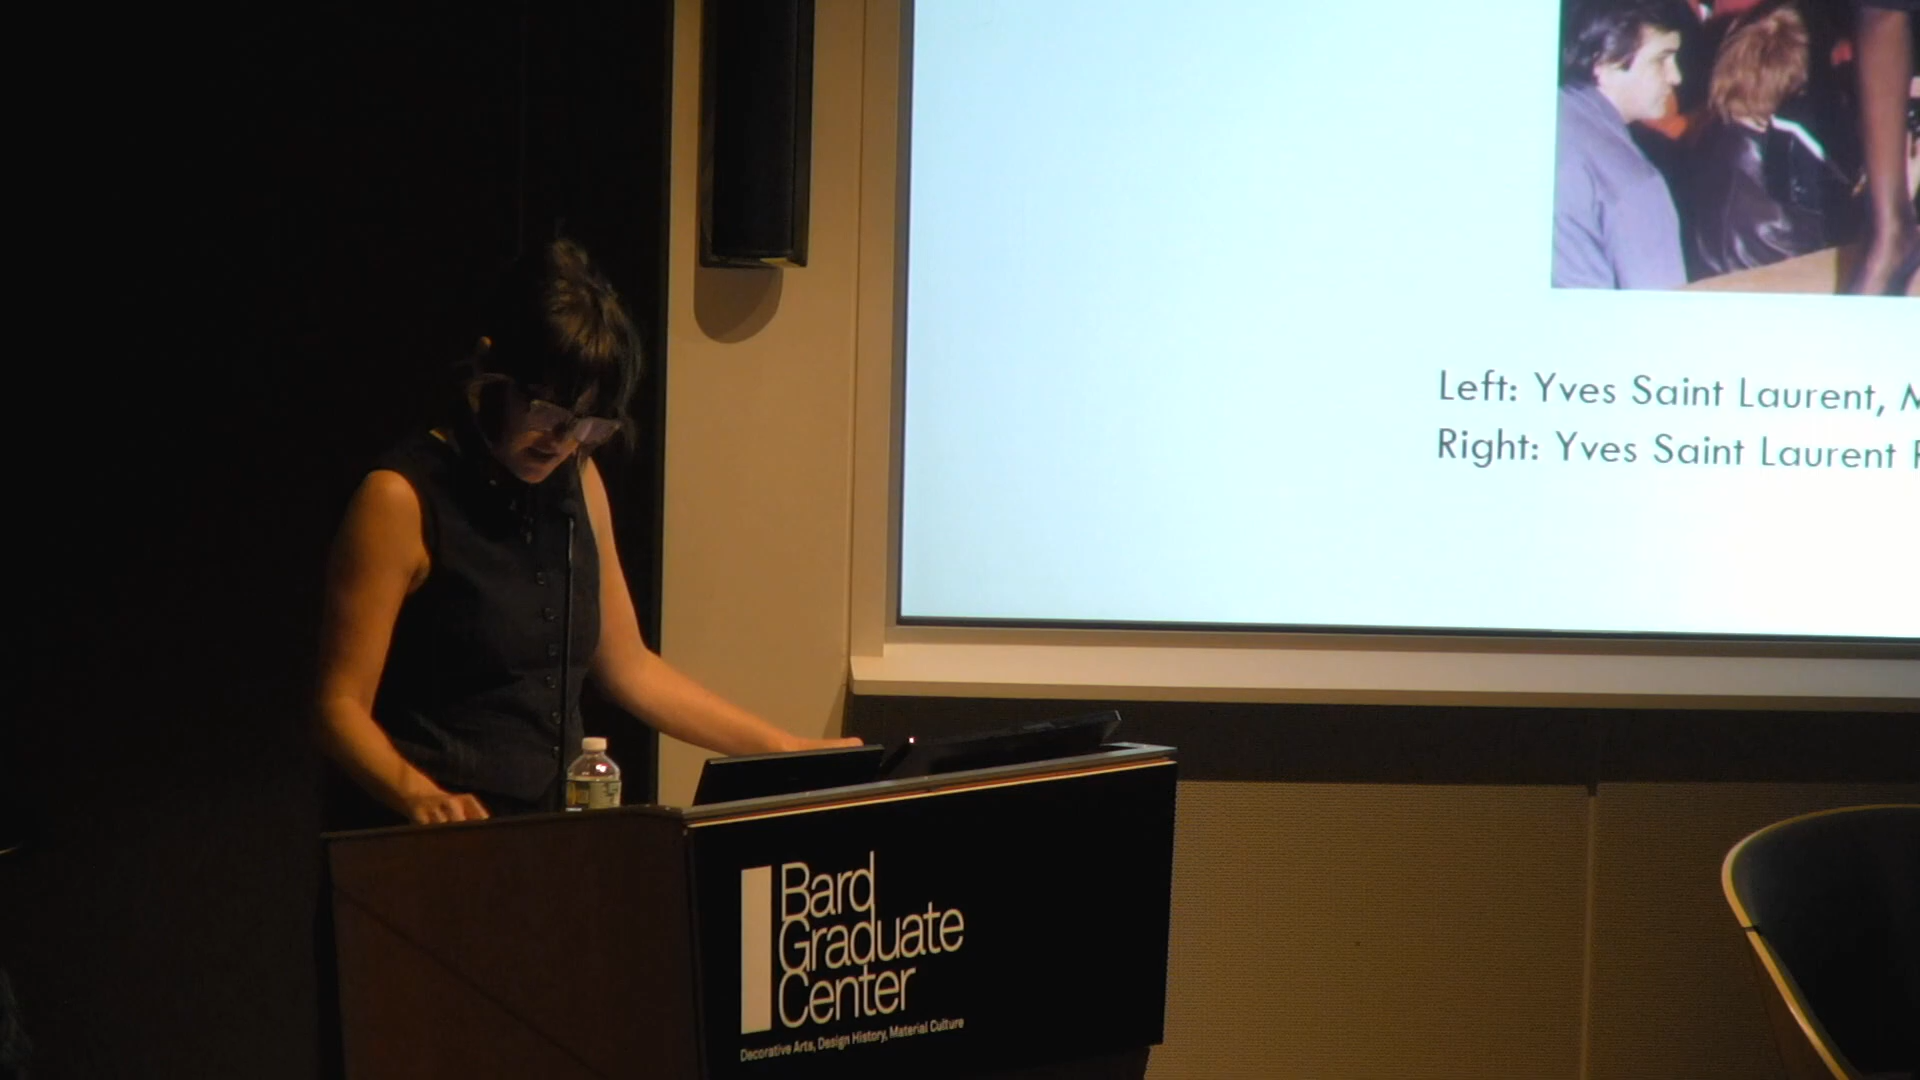 Left: Yves Saint Laurent,
Right: Yves Saint Laurent
Bard
Graduate
Center
Decorative Arts, Design History, Material Culture